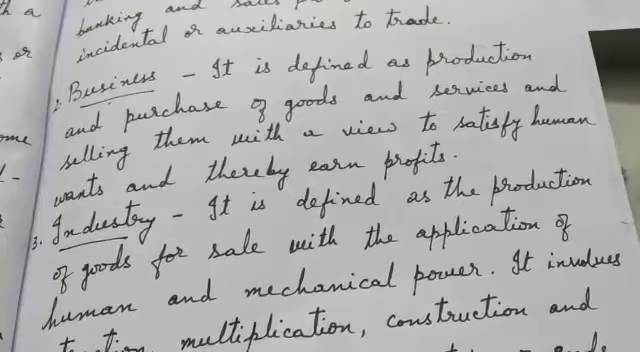 banking and
incidental or auxiliaries to trade.
2. Business - It is defined as production
and purchase of goods and services and
selling them with a view to satisfy human
wants and thereby earn profits.
3. Industry - It is defined as the production
of goods for sale with the application of
human and mechanical power. It involves
multiplication, construction and